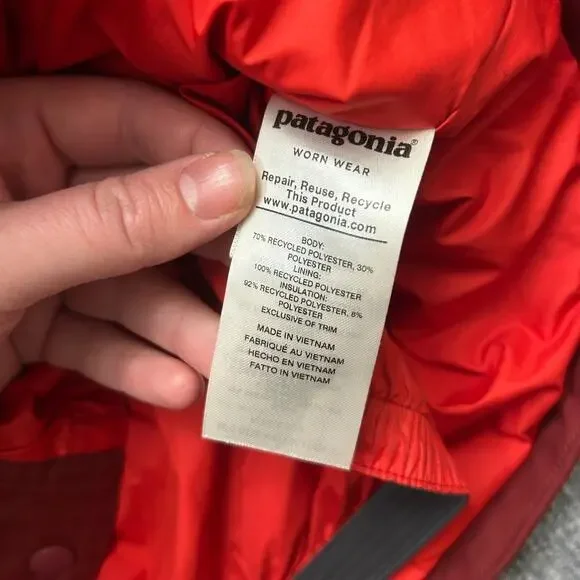 patagonia®
WORN WEAR
Repair, Reuse, Recycle
This Product
www.patagonia.com
BODY:
70% RECYCLED POLYESTER, 30%
POLYESTER
LINING:
100% RECYCLED POLYESTER
INSULATION:
92% RECYCLED POLYESTER, 8%
POLYESTER
EXCLUSIVE OF TRIM
MADE IN VIETNAM
FABRIQUÉ AU VIETNAM
HECHO EN VIETNAM
FATTO IN VIETNAM